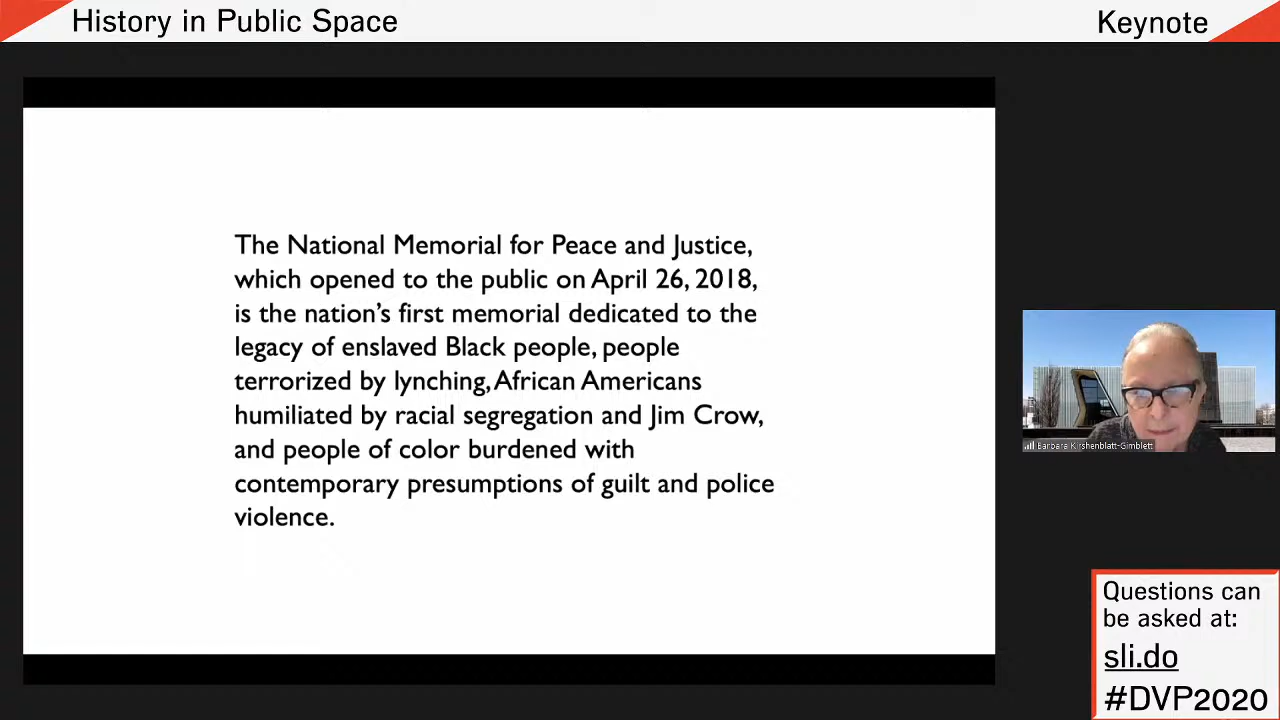 History in Public Space
Keynote
The National Memorial for Peace and Justice,
which opened to the public on April 26, 2018,
is the nation's first memorial dedicated to the
legacy of enslaved Black people, people
terrorized by lynching, African Americans
humiliated by racial segregation and Jim Crow,
and people of color burdened with
contemporary presumptions of guilt and police
violence.
Barbara Kirshenblatt-Gimblett
Questions can
be asked at:
sli.do
#DVP2020